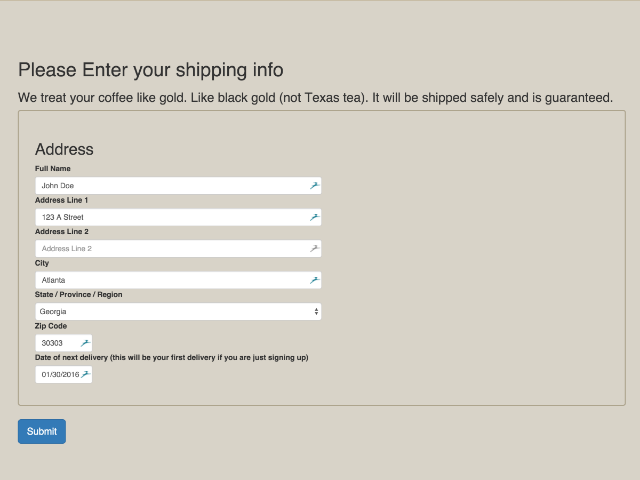 Please Enter your shipping info
We treat your coffee like gold. Like black gold (not Texas tea). It will be shipped safely and is guaranteed.
Address
Full Name
John Doe
Address Line 1
123 A Street
Address Line 2
Address Line 2
City
Atlanta
State / Province / Region
Georgia
Zip Code
30303
Date of next delivery (this will be your first delivery if you are just signing up)
01/30/2016
Submit